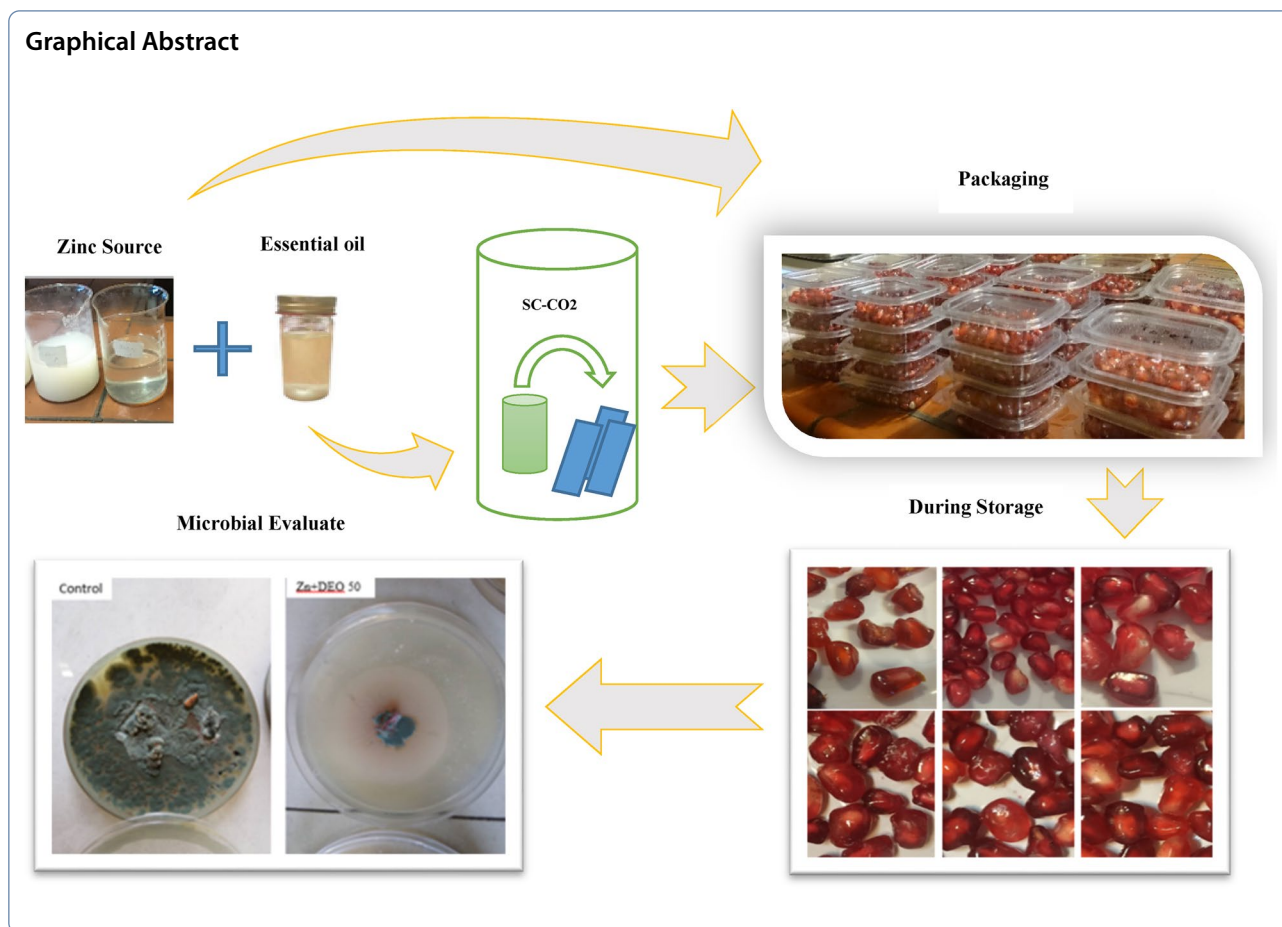 Graphical Abstract
Packaging
Zinc Source
Essential oil
SC-CO2
During Storage
Microbial Evaluate
Control
Zn+DEO 50